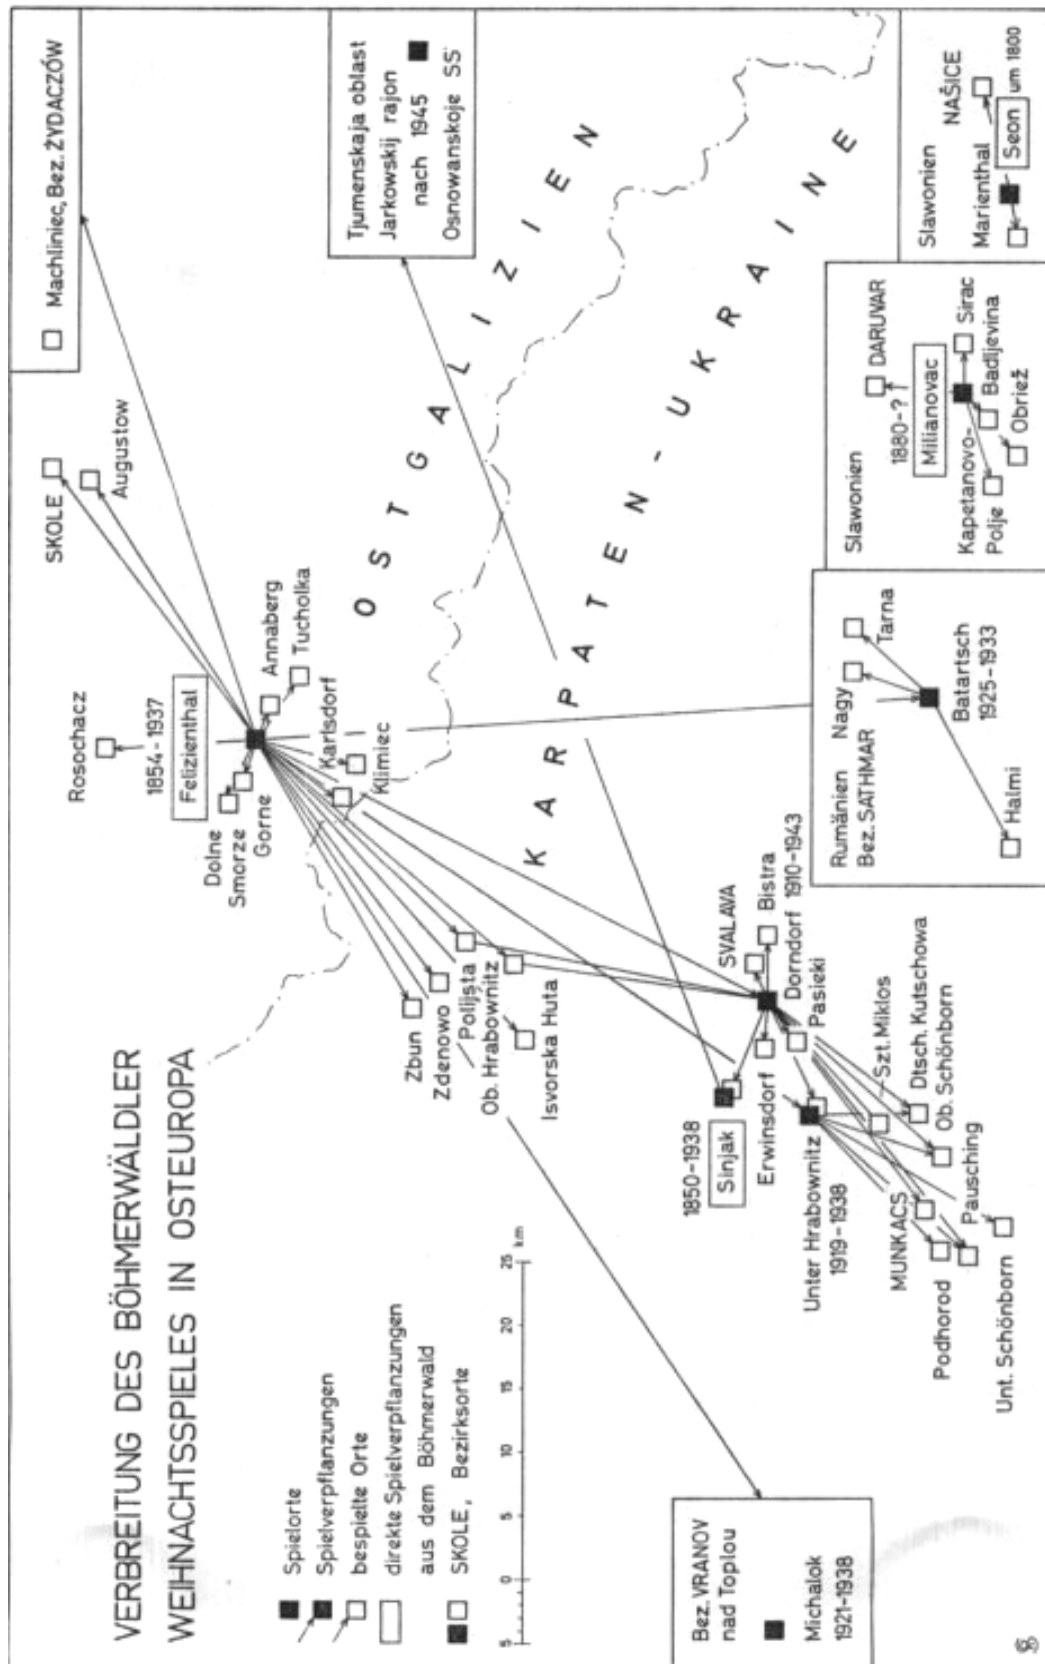 VERBREITUNG DES BÖHMERWÄLDLER
WEIHNACHTSSPIELES IN OSTEUROPA
Spielorte
Spielverpflanzungen
bespielte Orte
direkte Spielverpflanzungen
aus dem Böhmerwald
SKOLE, Bezirksorte
5 0 5 10 15 20 25
km
Machliniec, Bez. ŻYDACZÓW
SKOLE
Augustow
Rosochacz
1854-1937
Felizienthal
Dolne
Smorze
Gorne
Annaberg
Tucholka
Karlsdorf
Klimiec
Tjumenskaja oblast
Jarkowskij rajon
nach 1945
Osnowanskoje SS
OSTGALIZIEN
KARPATEN-UKRAINE
Zbun
Zdenowo
Polijsta
Ob. Hrabownitz
Isvorska Huta
SVALAVA
Bistra
Dorndorf 1910-1943
Pasieki
1850-1938
Sinjak
Erwinsdorf
Unter Hrabownitz
1919-1938
Szt. Miklos
Dtsch. Kutschowa
Ob. Schönborn
MUNKACS
Pausching
Podhorod
Unt. Schönborn
Bez. VRANOV
nad Toplou
Michalok
1921-1938
Rumänien
Bez. SATHMAR
Nagy
Tarna
Batartsch
1925-1933
Halmi
Slawonien
DARUVAR
1880-?
Milianovac
Kapetanovo-
Polje
Sirac
Badljevina
Obriež
Slawonien
NAŠICE
Marienthal
Seon um 1800